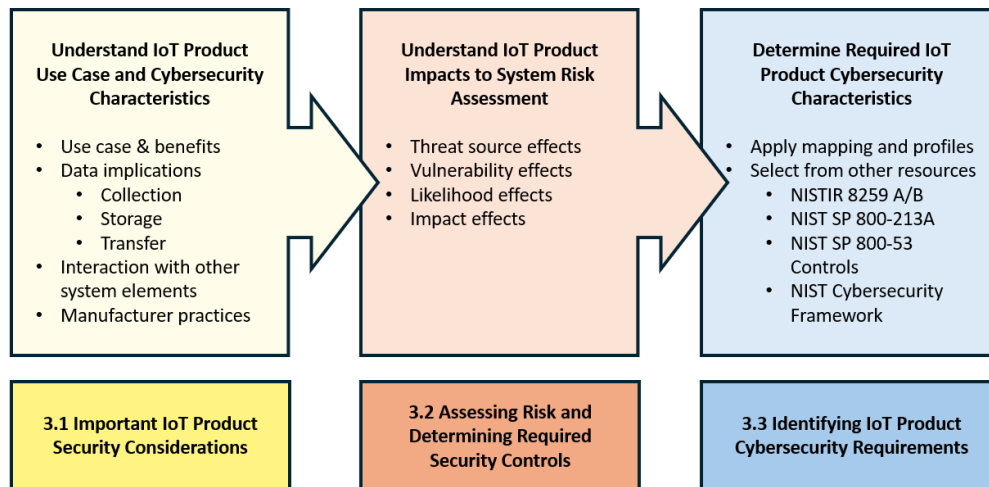 Understand IoT Product
Use Case and Cybersecurity
Characteristics
• Use case & benefits
• Data implications
• Collection
• Storage
• Transfer
• Interaction with other
system elements
• Manufacturer practices
Understand IoT Product
Impacts to System Risk
Assessment
• Threat source effects
• Vulnerability effects
• Likelihood effects
• Impact effects
Determine Required IoT
Product Cybersecurity
Characteristics
• Apply mapping and profiles
• Select from other resources
• NISTIR 8259 A/B
• NIST SP 800-213A
• NIST SP 800-53
Controls
• NIST Cybersecurity
Framework
3.1 Important IoT Product
Security Considerations
3.2 Assessing Risk and
Determining Required
Security Controls
3.3 Identifying IoT Product
Cybersecurity Requirements